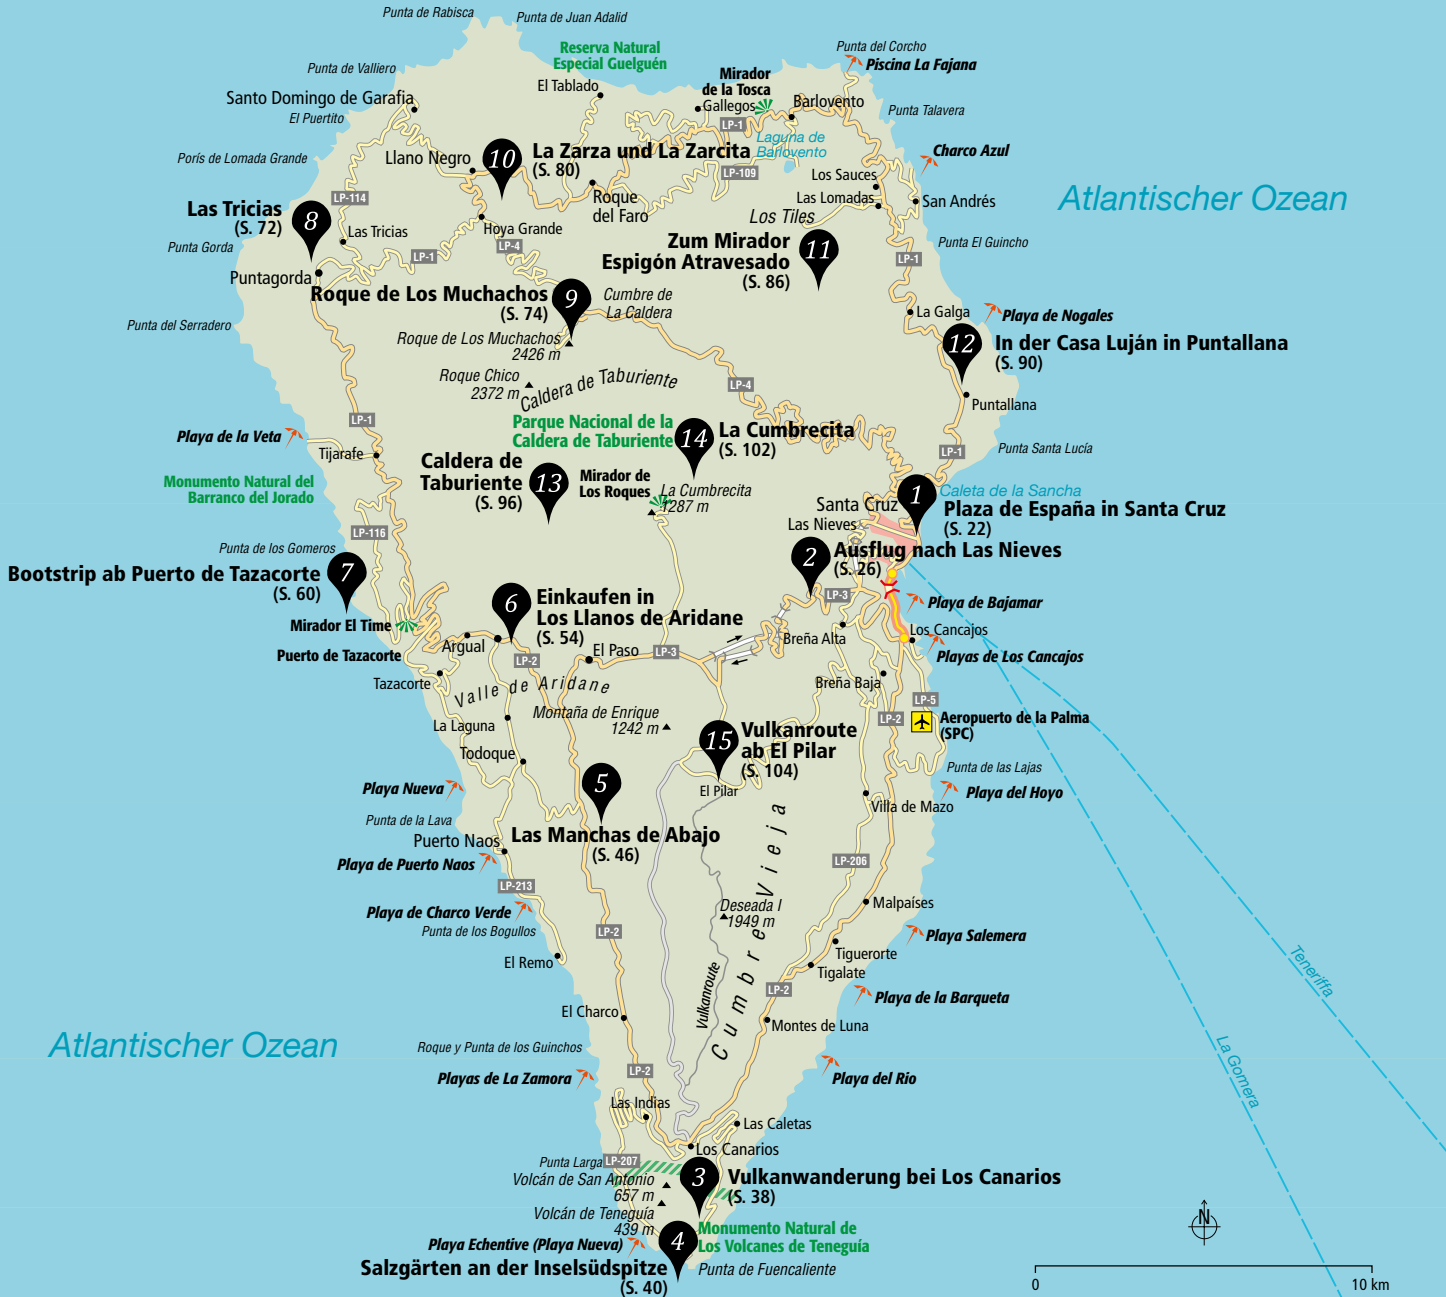 Punta de Rabisca
Punta de Juan Adalid
Reserva Natural
Especial Guelguén
Punta del Corcho
Piscina La Fajana
Punta de Valliero
El Tablado
Mirador
de la Tosca
Santo Domingo de Garafia
Gallegos
Barlovento
El Puertito
LP-1
Punta Talavera
Laguna de
Barlovento
Porís de Lomada Grande
Llano Negro
10
La Zarza und La Zarcita
(S. 80)
Charco Azul
LP-109
Los Sauces
LP-114
Roque
del Faro
Las Lomadas
San Andrés
Atlantischer Ozean
Las Tricias
(S. 72)
8
Los Tiles
Las Tricias
Hoya Grande
Punta Gorda
LP-4
LP-1
Zum Mirador
Espigón Atravesado
(S. 86)
11
Punta El Guincho
LP-1
Puntagorda
Roque de Los Muchachos
(S. 74)
9
Cumbre de
La Caldera
La Galga
Playa de Nogales
Punta del Serradero
Roque de Los Muchachos
2426 m
12
In der Casa Luján in Puntallana
(S. 90)
Roque Chico
2372 m
Caldera de Taburiente
LP-4
Puntallana
LP-1
Parque Nacional de la
Caldera de Taburiente
14
La Cumbrecita
(S. 102)
Playa de la Veta
Tijarafe
LP-1
Punta Santa Lucía
Caldera de
Taburiente
(S. 96)
13
Mirador de
Los Roques
La Cumbrecita
1287 m
Monumento Natural del
Barranco del Jorado
Caleta de la Sancha
Santa Cruz
1
Plaza de España in Santa Cruz
(S. 22)
LP-116
Las Nieves
Punta de los Gomeros
2
Ausflug nach Las Nieves
(S. 26)
Bootstrip ab Puerto de Tazacorte
(S. 60)
7
6
Einkaufen in
Los Llanos de Aridane
(S. 54)
LP-3
Playa de Bajamar
Mirador El Time
Los Cancajos
Argual
Breña Alta
El Paso
LP-3
LP-2
Puerto de Tazacorte
Playas de Los Cancajos
Tazacorte
Breña Baja
Valle de Aridane
LP-5
Montaña de Enrique
1242 m
LP-2
Aeropuerto de la Palma
(SPC)
La Laguna
15
Vulkanroute
ab El Pilar
(S. 104)
Todoque
Punta de las Lajas
5
El Pilar
Playa Nueva
Playa del Hoyo
Villa de Mazo
Punta de la Lava
Puerto Naos
Las Manchas de Abajo
(S. 46)
Playa de Puerto Naos
LP-206
LP-213
Deseada I
1949 m
Malpaíses
Playa de Charco Verde
Punta de los Bogullos
LP-2
Playa Salemera
El Remo
Tiguerorte
Tigalate
Teneriffa
LP-2
Playa de la Barqueta
Vulkanroute
Cumbre Vieja
El Charco
Montes de Luna
Atlantischer Ozean
Roque y Punta de los Guinchos
La Gomera
LP-2
Playas de La Zamora
Playa del Rio
Las Indias
Las Caletas
Los Canarios
Punta Larga
LP-207
Volcán de San Antonio
657 m
3
Vulkanwanderung bei Los Canarios
(S. 38)
Volcán de Teneguía
439 m
Monumento Natural de
Los Volcanes de Teneguía
N
Playa Echentive (Playa Nueva)
4
Salzgärten an der Inselsüdspitze
(S. 40)
Punta de Fuencaliente
0
10 km